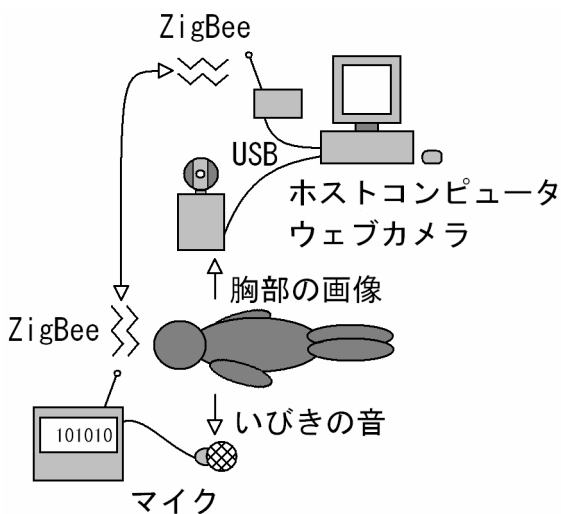 ZigBee
USB
ホストコンピュータ
ウェブカメラ
胸部の画像
ZigBee
いびきの音
101010
マイク